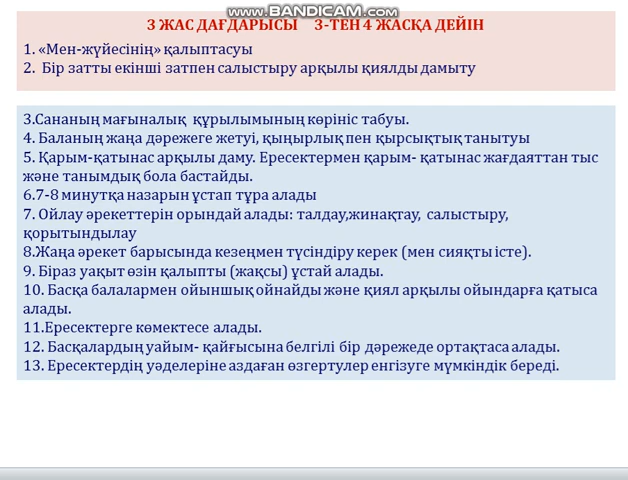 www.BANDICAM.com
3 ЖАС ДАҒДАРЫСЫ 3-ТЕН 4 ЖАСҚА ДЕЙІН
1. «Мен-жүйесінің» қалыптасуы
2. Бір затты екінші затпен салыстыру арқылы қиялды дамыту
3.Сананың мағыналық құрылымының көрініс табуы.
4. Баланың жаңа дәрежеге жетуі, қыңырлық пен қырсықтық танытуы
5. Қарым-қатынас арқылы даму. Ересектермен қарым- қатынас жағдаяттан тыс
және танымдық бола бастайды.
6.7-8 минутқа назарын ұстап тұра алады
7. Ойлау әрекеттерін орындай алады: талдау,жинақтау, салыстыру,
қорытындылау
8.Жаңа әрекет барысында кезеңмен түсіндіру керек (мен сияқты істе).
9. Біраз уақыт өзін қалыпты (жақсы) ұстай алады.
10. Басқа балалармен ойыншық ойнайды және қиял арқылы ойындарға қатыса
алады.
11.Ересектерге көмектесе алады.
12. Басқалардың уайым- қайғысына белгілі бір дәрежеде ортақтаса алады.
13. Ересектердің уәделеріне аздаған өзгертулер енгізуге мүмкіндік береді.